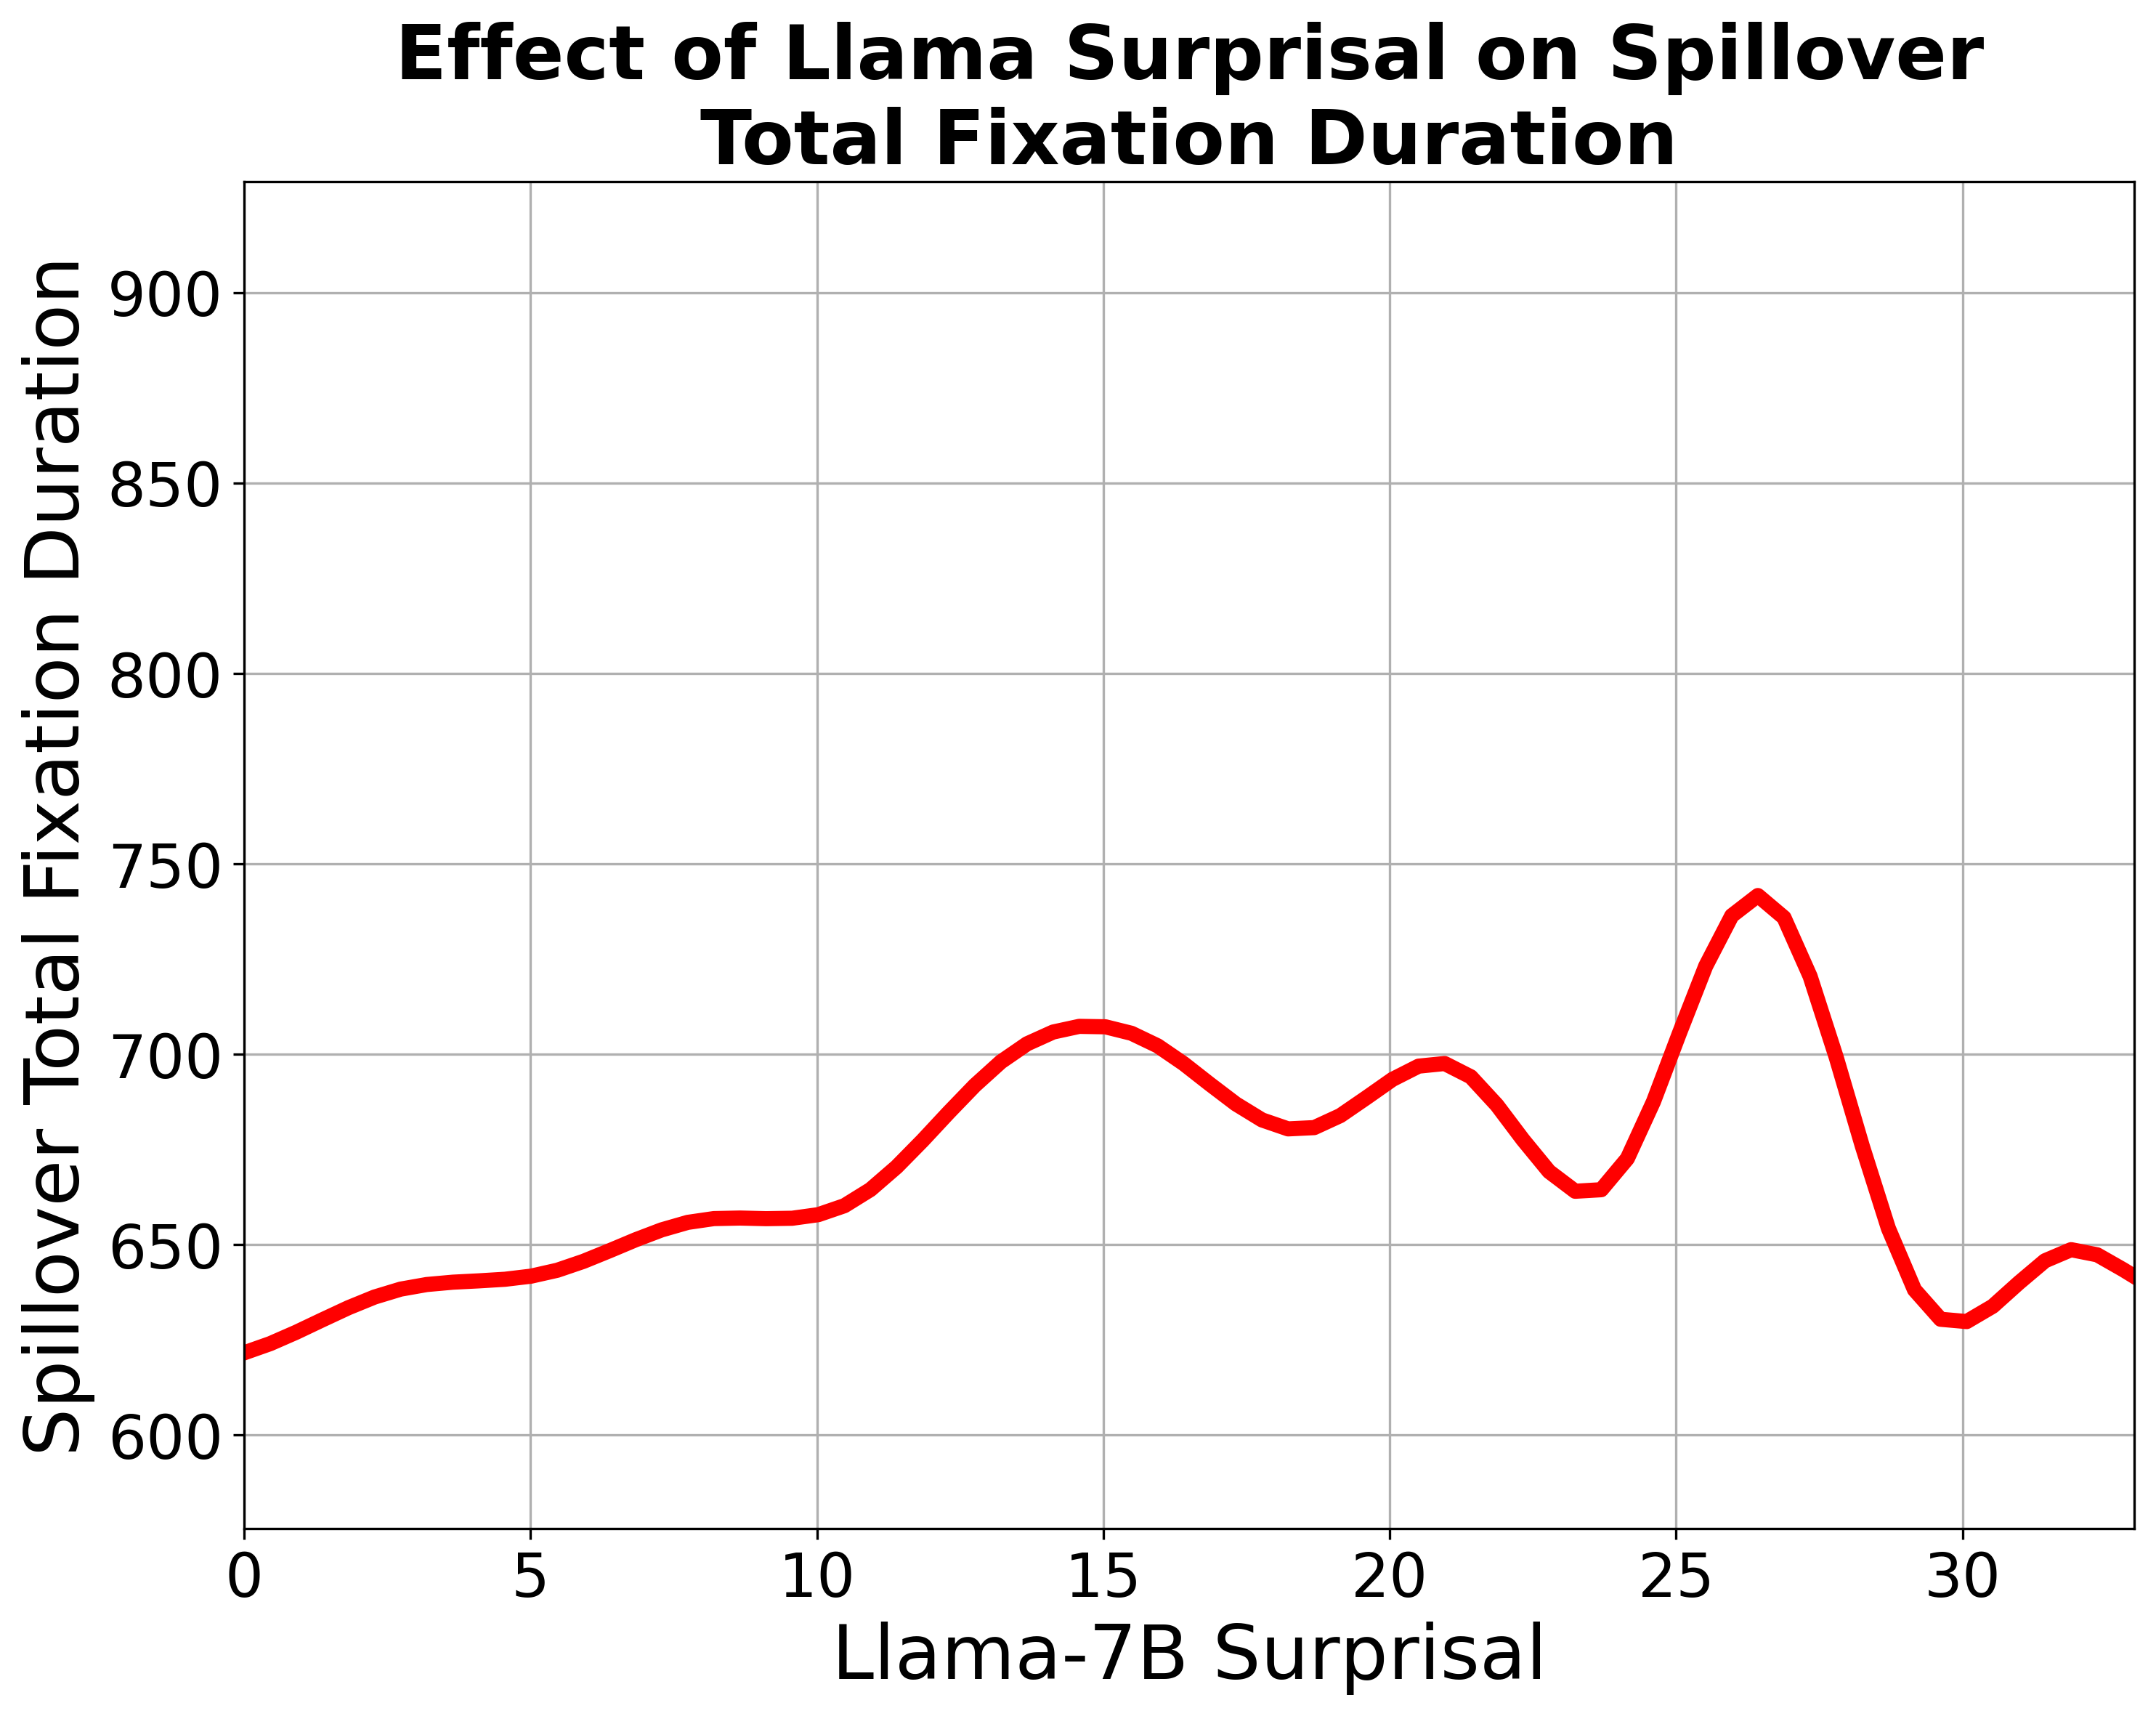 Effect of Llama Surprisal on Spillover
Total Fixation Duration
Spillover Total Fixation Duration
900
850
800
750
700
650
600
0 5 10 15 20 25 30
Llama-7B Surprisal